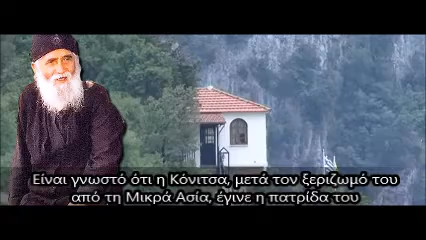 Είναι γνωστό ότι η Κόνιτσα, μετά τον ξεριζωμό του
από τη Μικρά Ασία, έγινε η πατρίδα του